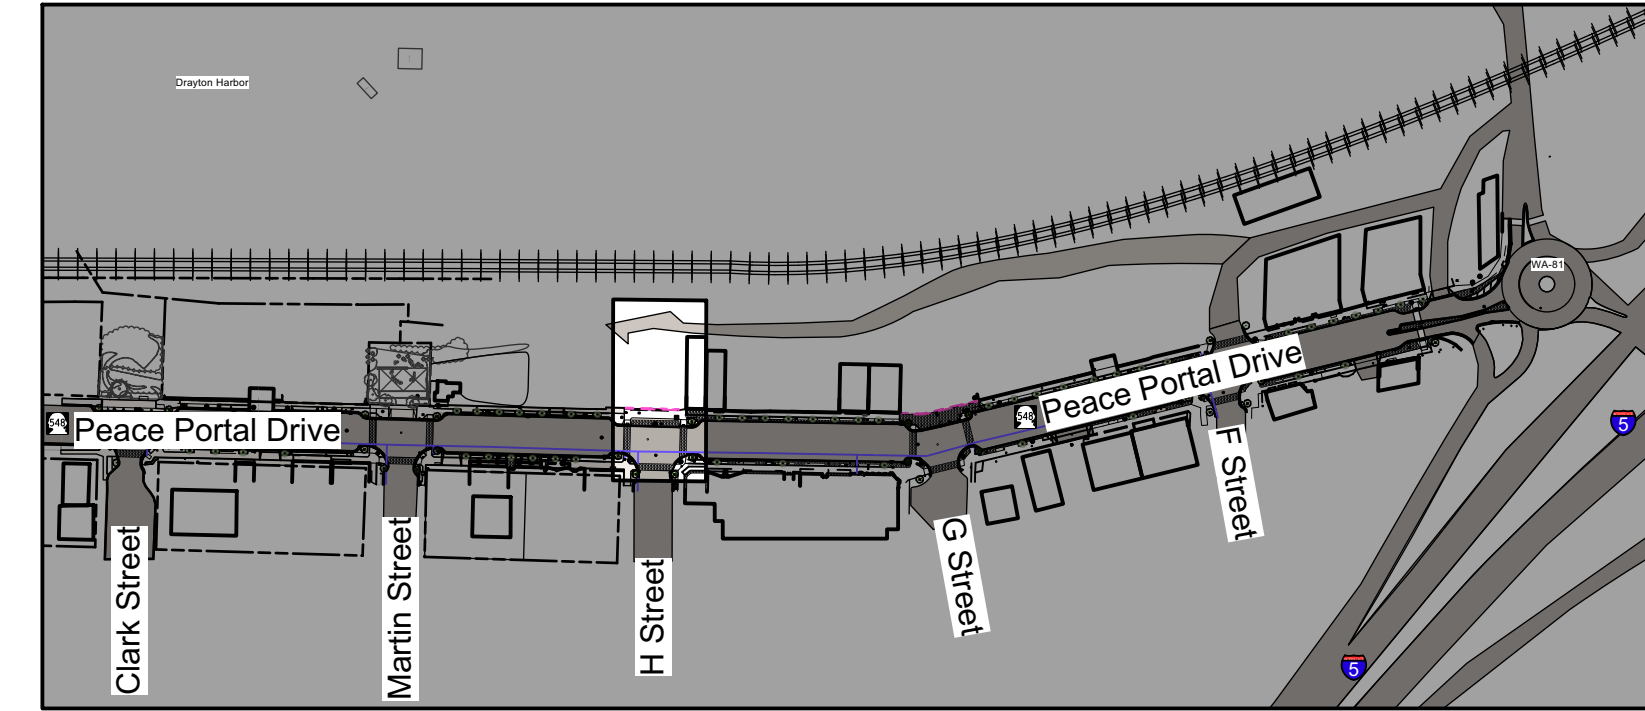 Drayton Harbor
WA-81
548
Peace Portal Drive
548
Peace Portal Drive
5
Clark Street
Martin Street
H Street
G Street
F Street
5